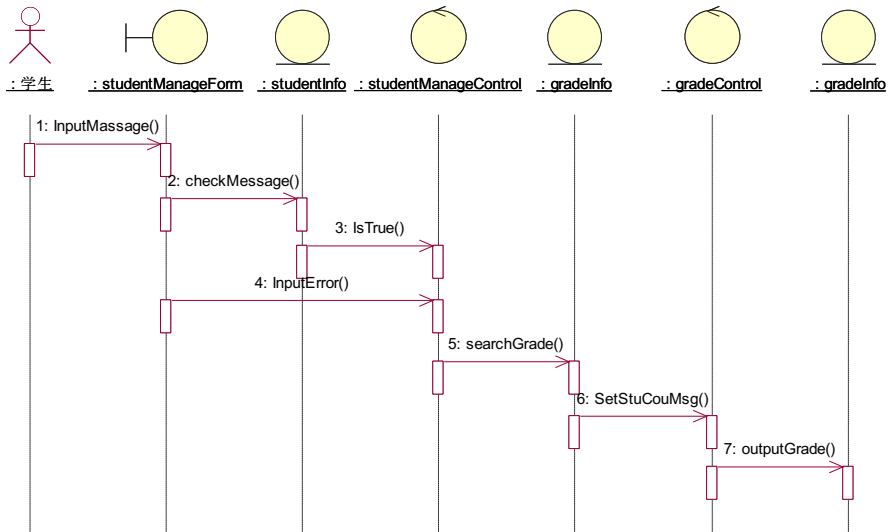 : 学生
: studentManageForm
: studentInfo
: studentManageControl
: gradeInfo
: gradeControl
: gradeInfo
1: InputMassage()
2: checkMessage()
3: IsTrue()
4: InputError()
5: searchGrade()
6: SetStuCouMsg()
7: outputGrade()